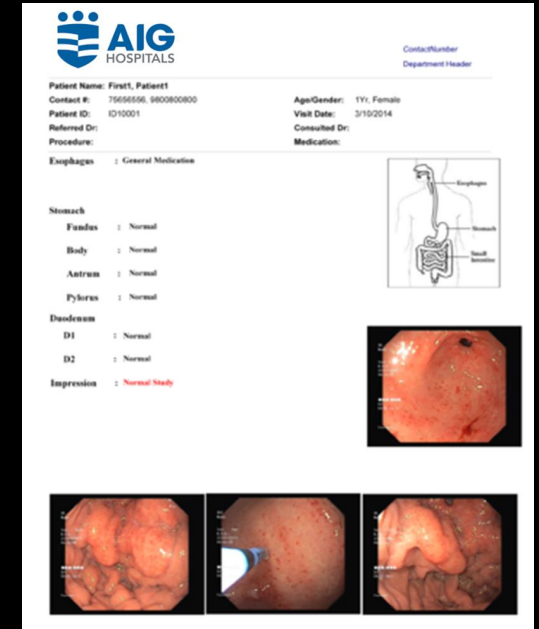 AIG
HOSPITALS
ContactNumber
Department Header
Patient Name: First1, Patient1
Contact #: 75656556, 9800800800
Age/Gender: 1Yr, Female
Patient ID: ID10001
Visit Date: 3/10/2014
Referred Dr:
Consulted Dr:
Procedure:
Medication:
Esophagus : General Medication
Esophagus
Stomach
Stomach
Fundus : Normal
Body : Normal
Small
Intestine
Antrum : Normal
Pylorus : Normal
Duodenum
D1 : Normal
D2 : Normal
Impression : Normal Study